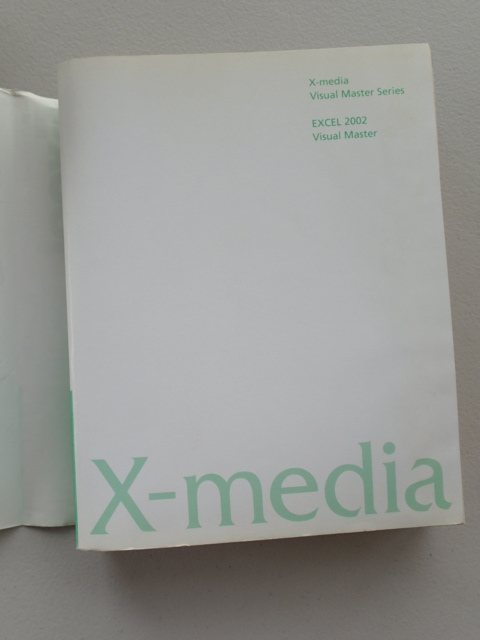 X-media
Visual Master Series
EXCEL 2002
Visual Master
X-media